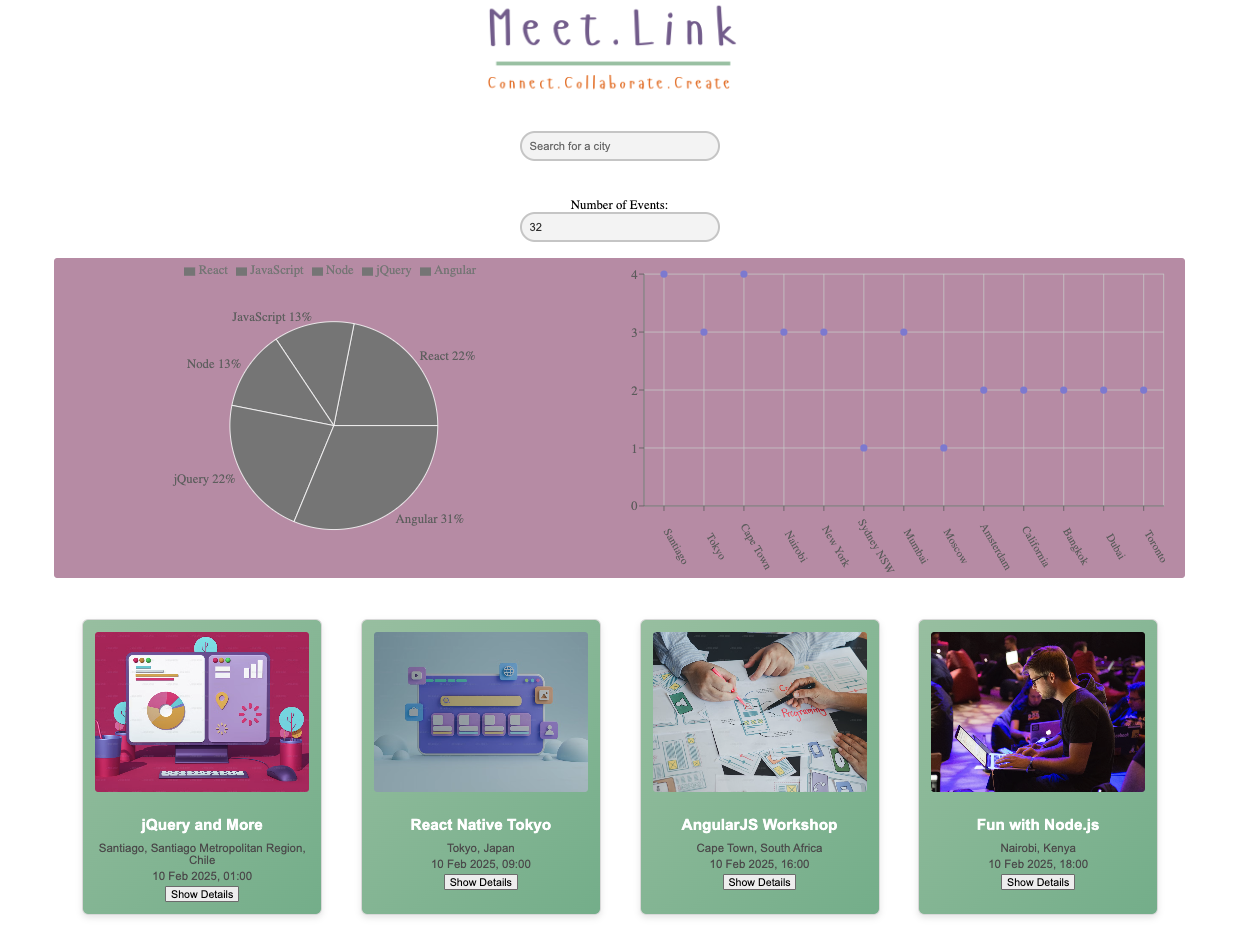 Meet.Link
Connect.Collaborate.Create
Search for a city
Number of Events:
32
React JavaScript Node jQuery Angular
JavaScript 13%
React 22%
Node 13%
jQuery 22%
Angular 31%
4
3
2
1
0
Santiago
Tokyo
Cape Town
Nairobi
New York
Sydney NSW
Mumbai
Moscow
Amsterdam
California
Bangkok
Dubai
Toronto
Programming
jQuery and More
Santiago, Santiago Metropolitan Region,
Chile
10 Feb 2025, 01:00
Show Details
React Native Tokyo
Tokyo, Japan
10 Feb 2025, 09:00
Show Details
AngularJS Workshop
Cape Town, South Africa
10 Feb 2025, 16:00
Show Details
Fun with Node.js
Nairobi, Kenya
10 Feb 2025, 18:00
Show Details